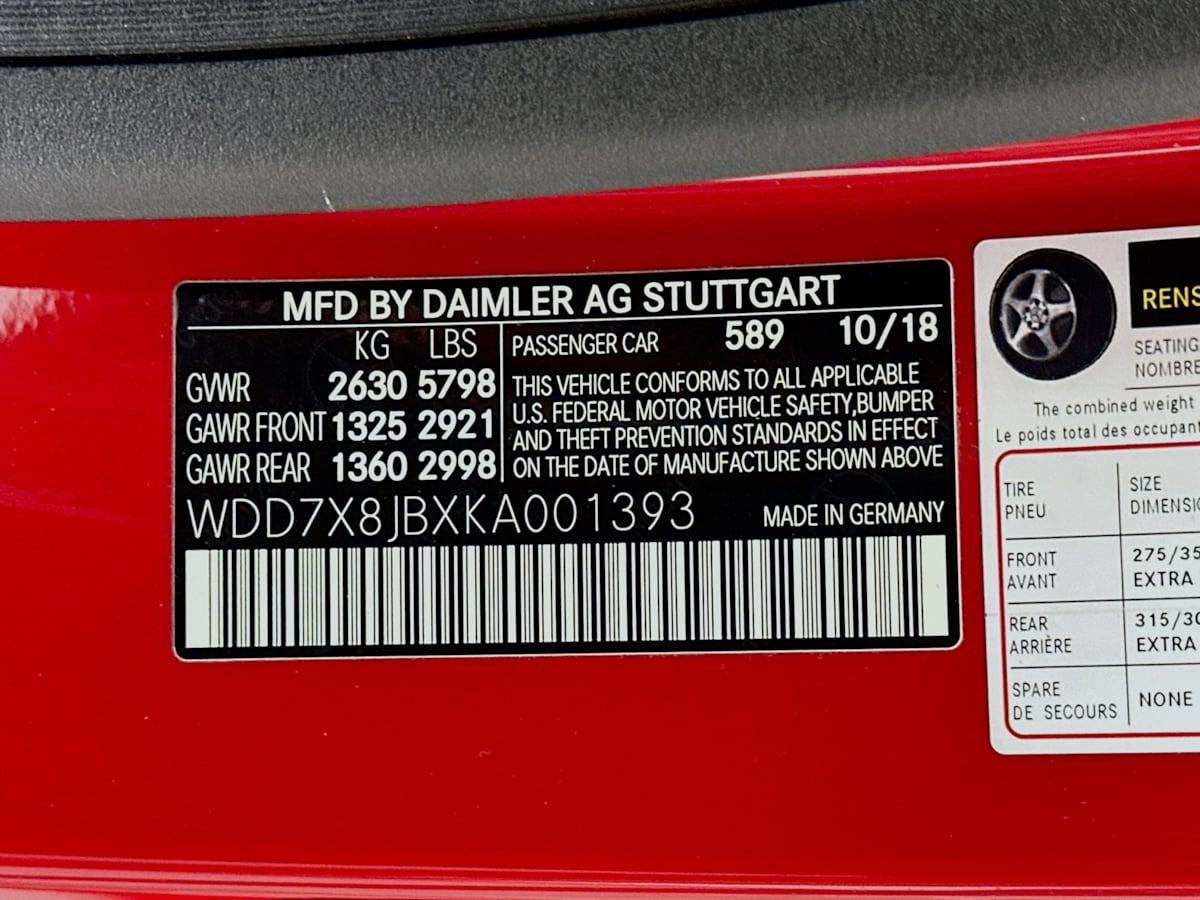 MFD BY DAIMLER AG STUTTGART
KG LBS
GVWR 2630 5798
GAWR FRONT 1325 2921
GAWR REAR 1360 2998
PASSENGER CAR 589 10/18
THIS VEHICLE CONFORMS TO ALL APPLICABLE
U.S. FEDERAL MOTOR VEHICLE SAFETY,BUMPER
AND THEFT PREVENTION STANDARDS IN EFFECT
ON THE DATE OF MANUFACTURE SHOWN ABOVE
WDD7X8JBXKA001393 MADE IN GERMANY
RENS
SEATING
NOMBRE
The combined weight
Le poids total des occupant
TIRE SIZE
PNEU DIMENSIO
FRONT 275/35
AVANT EXTRA
REAR 315/30
ARRIÈRE EXTRA
SPARE NONE
DE SECOURS